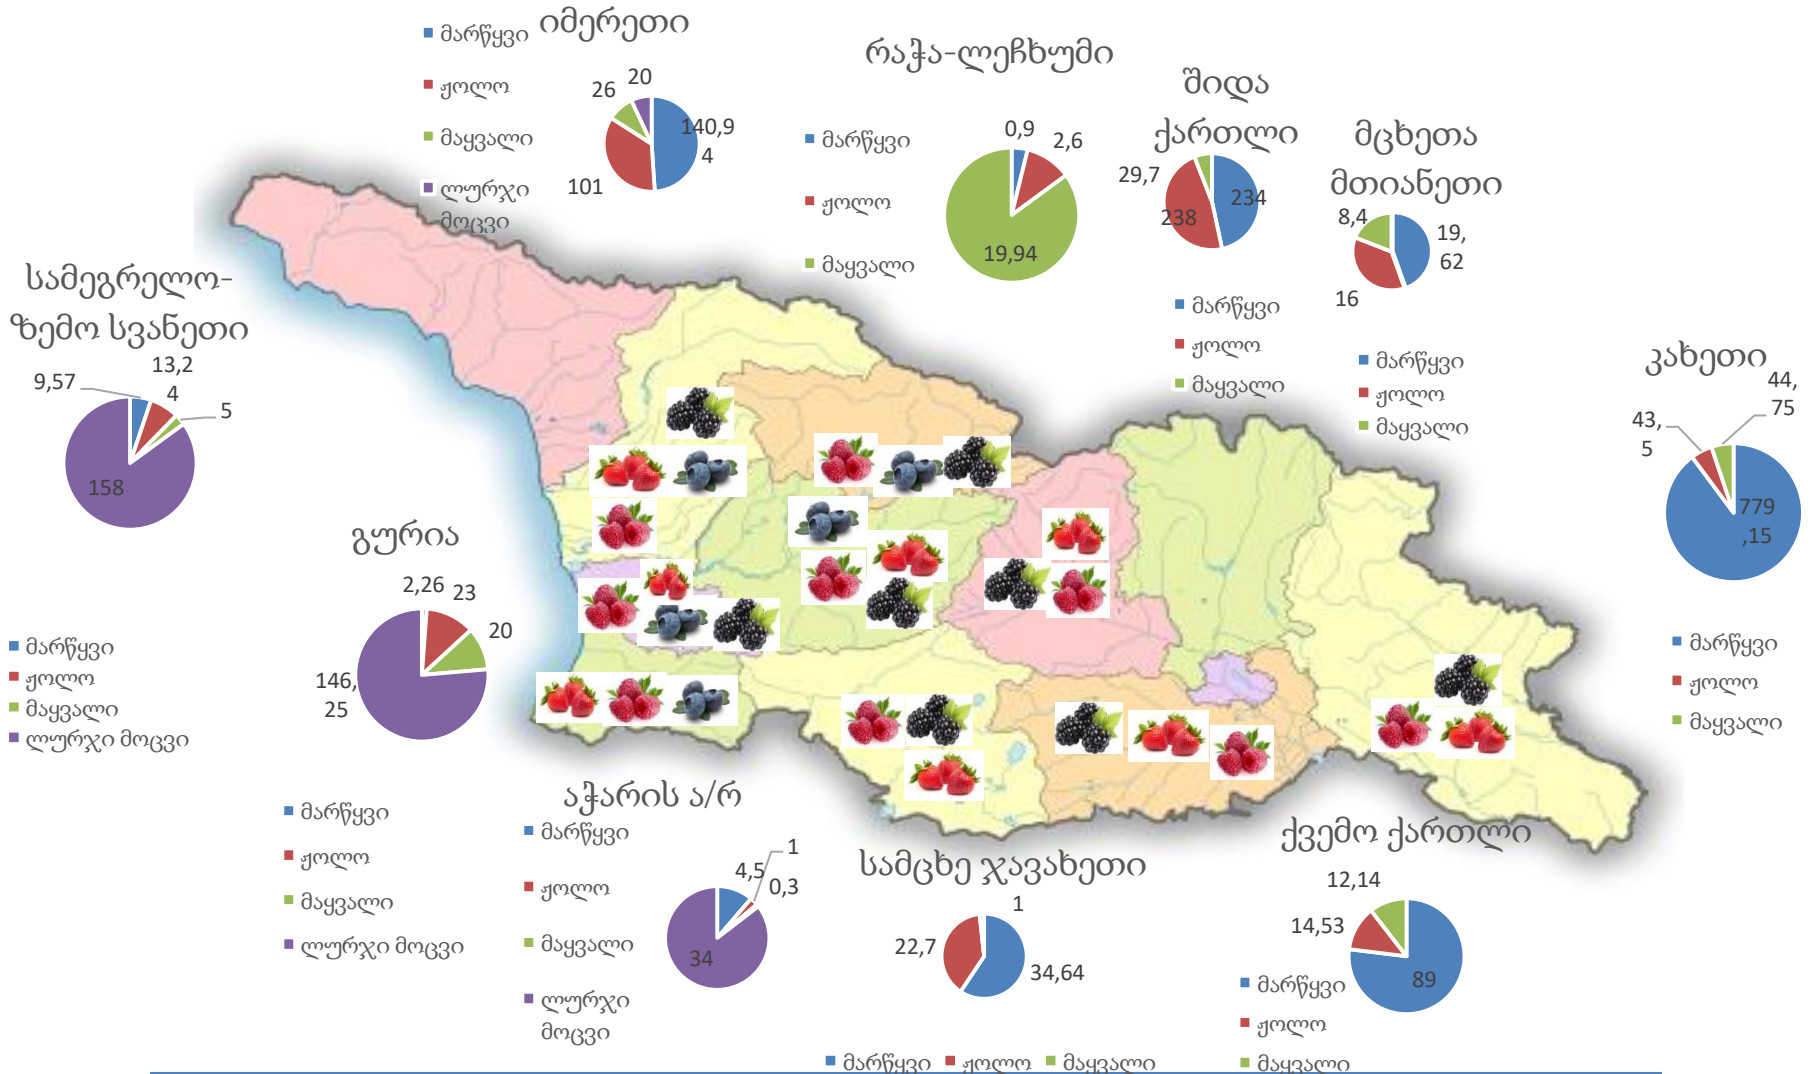 იმერეთი
მარწყვი
ჟოლო
მაყვალი
ლურჯი
მოცვი
20
26
140,9
4
101
რაჭა-ლეჩხუმი
მარწყვი
ჟოლო
მაყვალი
0,9
2,6
19,94
შიდა
ქართლი
29,7
238
234
მარწყვი
ჟოლო
მაყვალი
მცხეთა
მთიანეთი
8,4
19,
62
16
მარწყვი
ჟოლო
მაყვალი
სამეგრელო-
ზემო სვანეთი
9,57
13,2
4
5
158
მარწყვი
ჟოლო
მაყვალი
ლურჯი მოცვი
კახეთი
44,
75
43,
5
779
,15
მარწყვი
ჟოლო
მაყვალი
გურია
2,26
23
20
146,
25
მარწყვი
ჟოლო
მაყვალი
ლურჯი მოცვი
აჭარის ა/რ
მარწყვი
ჟოლო
მაყვალი
ლურჯი
მოცვი
1
4,5
0,3
34
სამცხე ჯავახეთი
1
22,7
34,64
მარწყვი ჟოლო მაყვალი
ქვემო ქართლი
12,14
14,53
89
მარწყვი
ჟოლო
მაყვალი